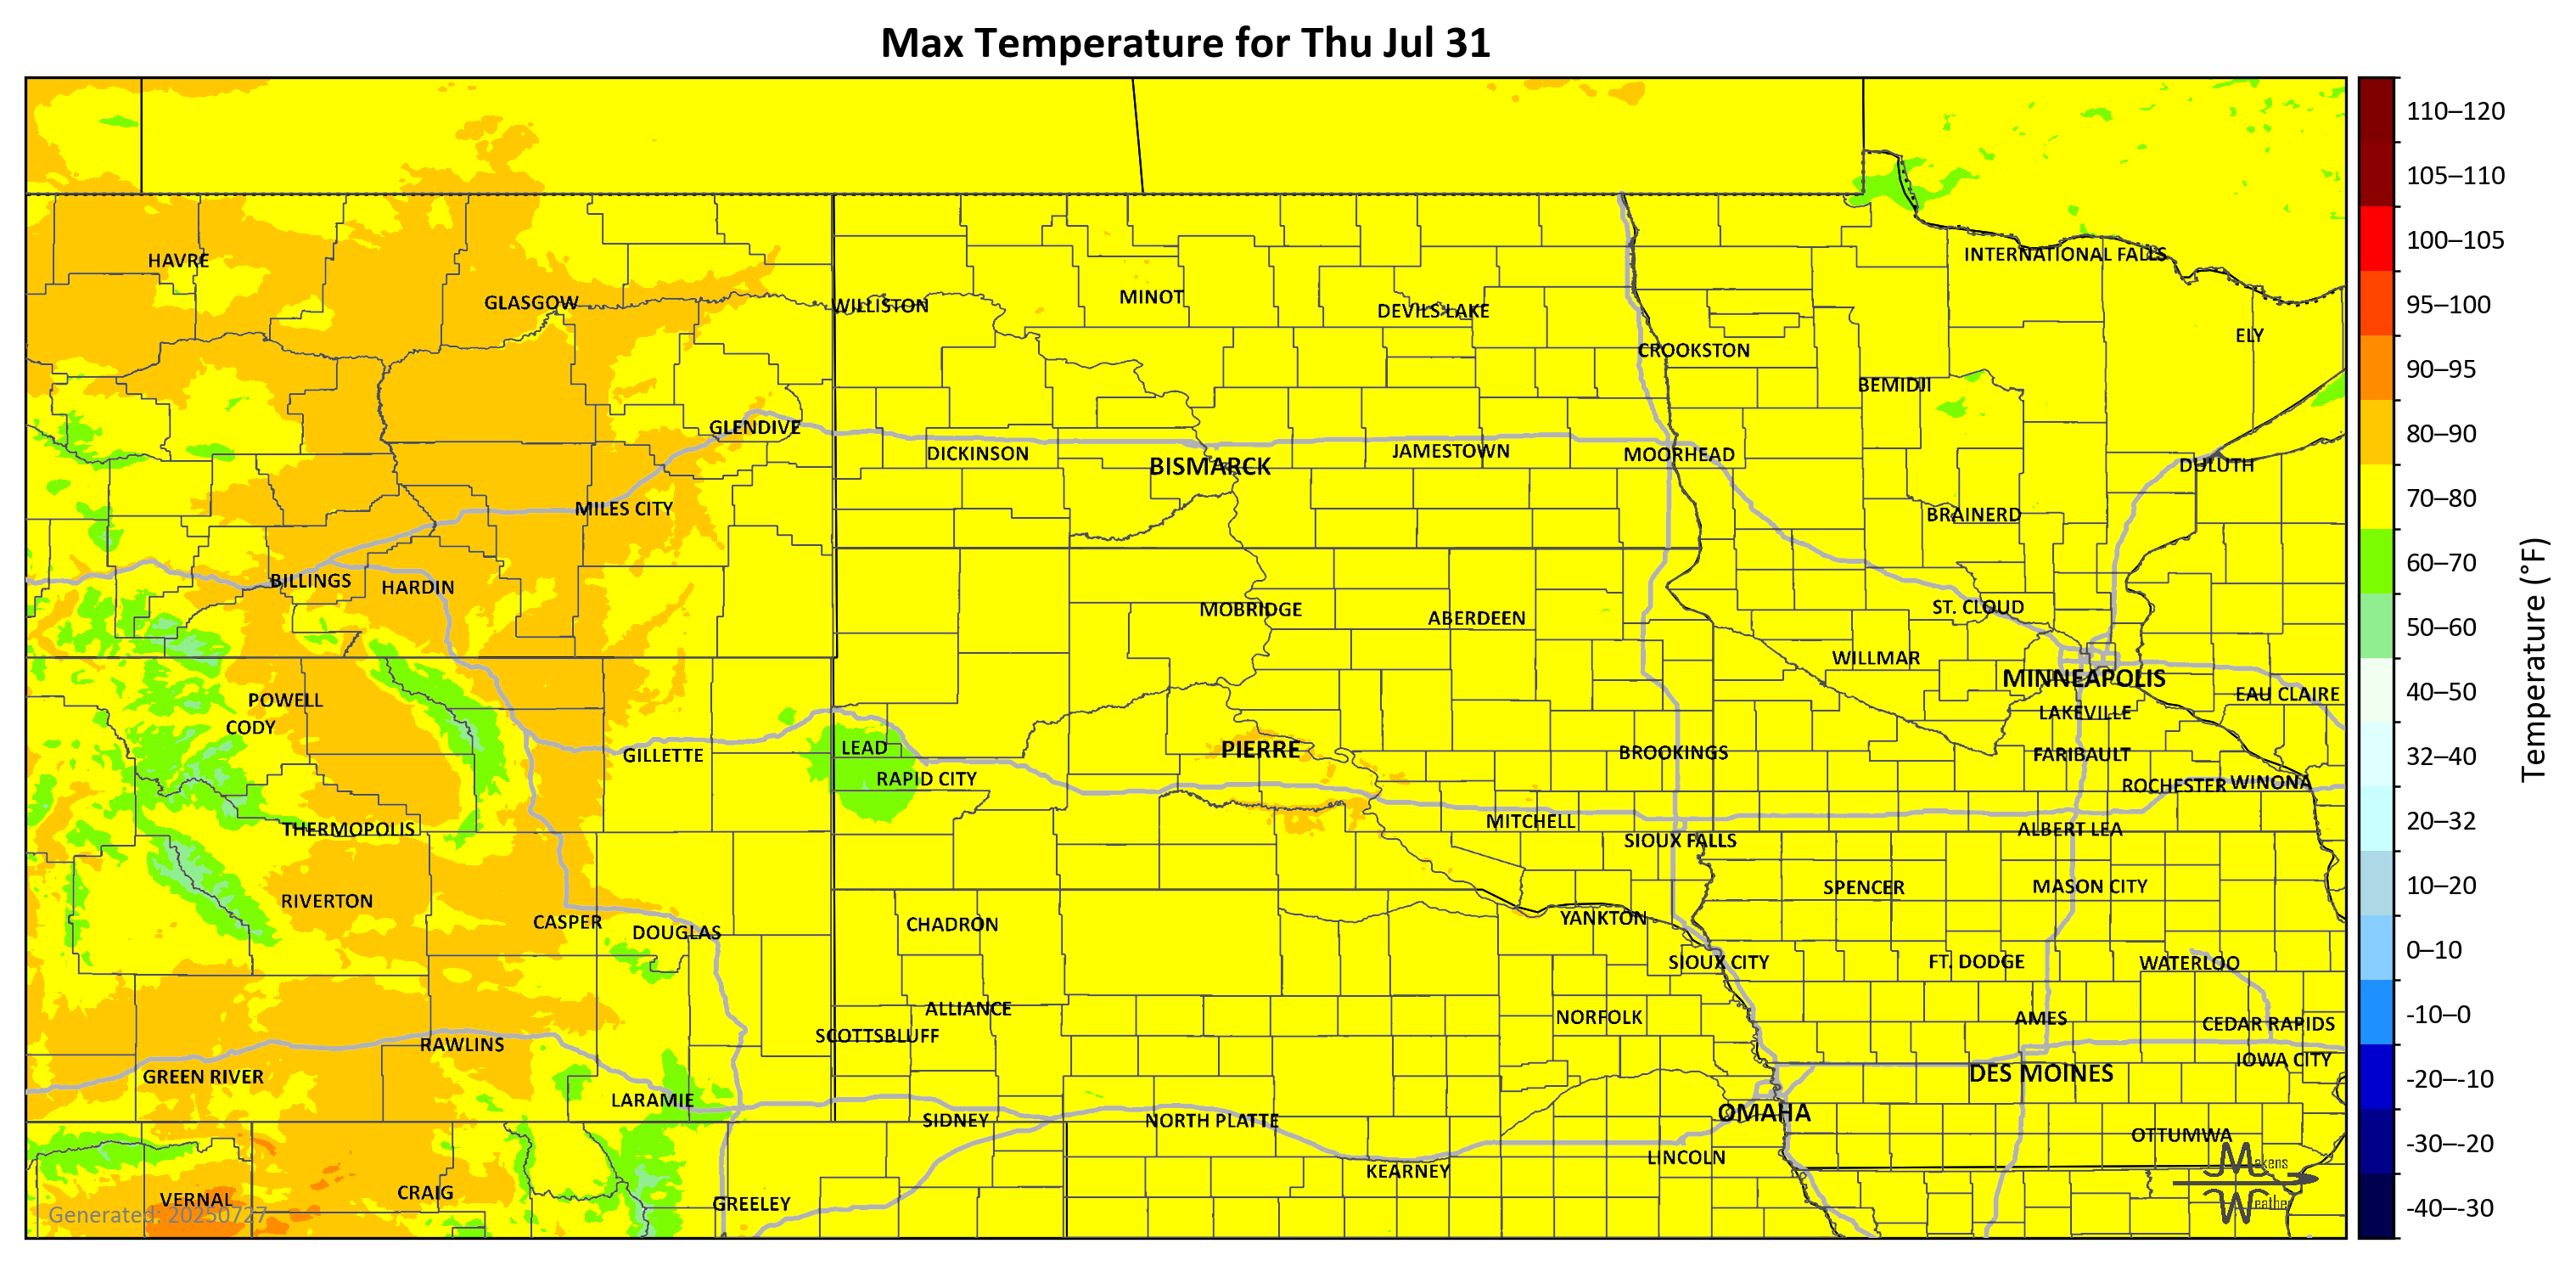 Max Temperature for Thu Jul 31
110–120
105–110
100–105
95–100
90–95
80–90
70–80
60–70
50–60
40–50
32–40
20–32
10–20
0–10
-10–0
-20–-10
-30–-20
-40–-30
Temperature (°F)
HAVRE
INTERNATIONAL FALLS
GLASGOW
WILLISTON
MINOT
DEVILS LAKE
ELY
CROOKSTON
BEMIDJI
GLENDIVE
DICKINSON
BISMARCK
JAMESTOWN
MOORHEAD
DULUTH
MILES CITY
BRAINERD
BILLINGS
HARDIN
MOBRIDGE
ABERDEEN
ST. CLOUD
WILLMAR
MINNEAPOLIS
POWELL
EAU CLAIRE
CODY
LAKEVILLE
GILLETTE
LEAD
PIERRE
BROOKINGS
FARIBAULT
RAPID CITY
ROCHESTER
WINONA
THERMOPOLIS
MITCHELL
SIOUX FALLS
ALBERT LEA
RIVERTON
SPENCER
MASON CITY
CASPER
DOUGLAS
CHADRON
YANKTON
SIOUX CITY
FT. DODGE
WATERLOO
ALLIANCE
NORFOLK
AMES
CEDAR RAPIDS
SCOTTSBLUFF
RAWLINS
IOWA CITY
GREEN RIVER
DES MOINES
LARAMIE
SIDNEY
NORTH PLATTE
OMAHA
OTTUMWA
LINCOLN
KEARNEY
VERNAL
CRAIG
GREELEY
Generated: 20250727
Makens
Weather